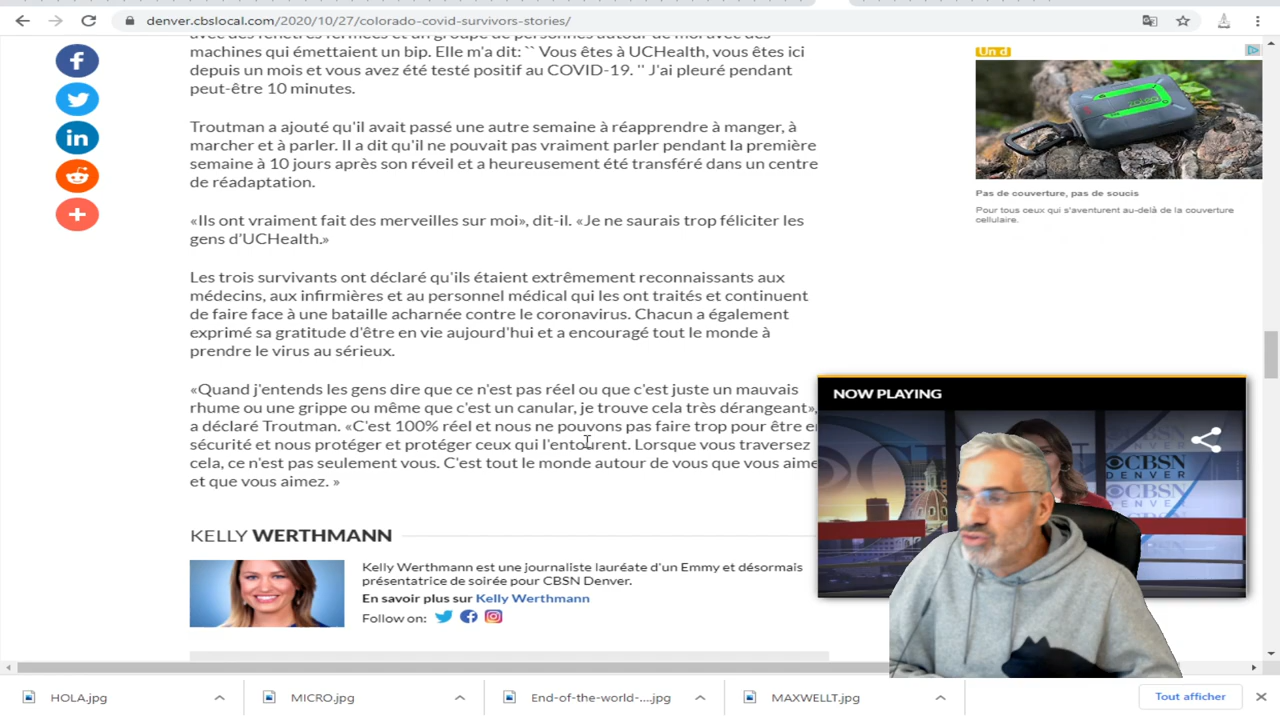 denver.cbslocal.com/2020/10/27/colorado-covid-survivors-stories/
machines qui émettaient un bip. Elle m'a dit: `` Vous êtes à UCHealth, vous êtes ici
depuis un mois et vous avez été testé positif au COVID-19. '' J'ai pleuré pendant
peut-être 10 minutes.
Troutman a ajouté qu'il avait passé une autre semaine à réapprendre à manger, à
marcher et à parler. Il a dit qu'il ne pouvait pas vraiment parler pendant la première
semaine à 10 jours après son réveil et a heureusement été transféré dans un centre
de réadaptation.
«Ils ont vraiment fait des merveilles sur moi», dit-il. «Je ne saurais trop féliciter les
gens d'UCHealth.»
Les trois survivants ont déclaré qu'ils étaient extrêmement reconnaissants aux
médecins, aux infirmières et au personnel médical qui les ont traités et continuent
de faire face à une bataille acharnée contre le coronavirus. Chacun a également
exprimé sa gratitude d'être en vie aujourd'hui et a encouragé tout le monde à
prendre le virus au sérieux.
«Quand j'entends les gens dire que ce n'est pas réel ou que c'est juste un mauvais
rhume ou une grippe ou même que c'est un canular, je trouve cela très dérangeant»,
a déclaré Troutman. «C'est 100% réel et nous ne pouvons pas faire trop pour être
sécurité et nous protéger et protéger ceux qui l'entourent. Lorsque vous traversez
cela, ce n'est pas seulement vous. C'est tout le monde autour de vous que vous aime
et que vous aimez. »
KELLY WERTHMANN
Kelly Werthmann est une journaliste lauréate d'un Emmy et désormais
présentatrice de soirée pour CBSN Denver.
En savoir plus sur Kelly Werthmann
Follow on:
Un d
Pas de couverture, pas de soucis
Pour tous ceux qui s'aventurent au-delà de la couverture
cellulaire.
NOW PLAYING
CBSN
DENVER
HOLA.jpg
MICRO.jpg
End-of-the-world-....jpg
MAXWELLT.jpg
Tout afficher